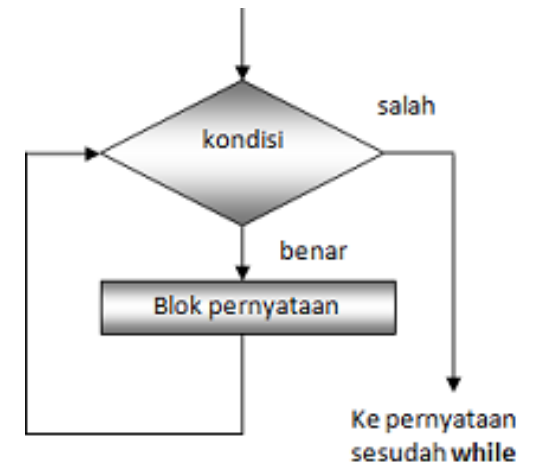 salah
kondisi
benar
Blok pernyataan
Ke pernyataan
sesudah while